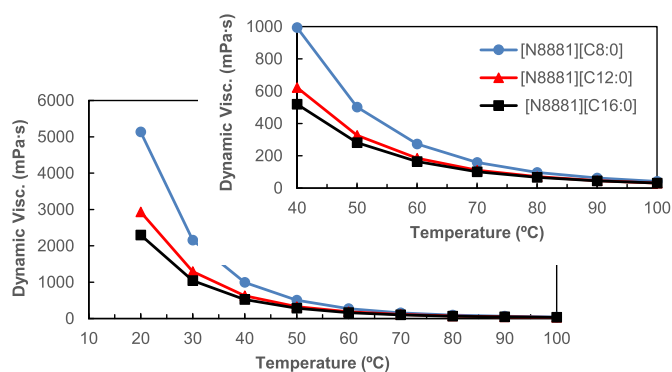 1000
800
600
400
200
0
40 50 60 70 80 90 100
Dynamic Visc. (mPa·s)
Temperature (ºC)
[N8881][C8:0]
[N8881][C12:0]
[N8881][C16:0]
6000
5000
4000
3000
2000
1000
0
10 20 30 40 50 60 70 80 90 100
Dynamic Visc. (mPa·s)
Temperature (ºC)